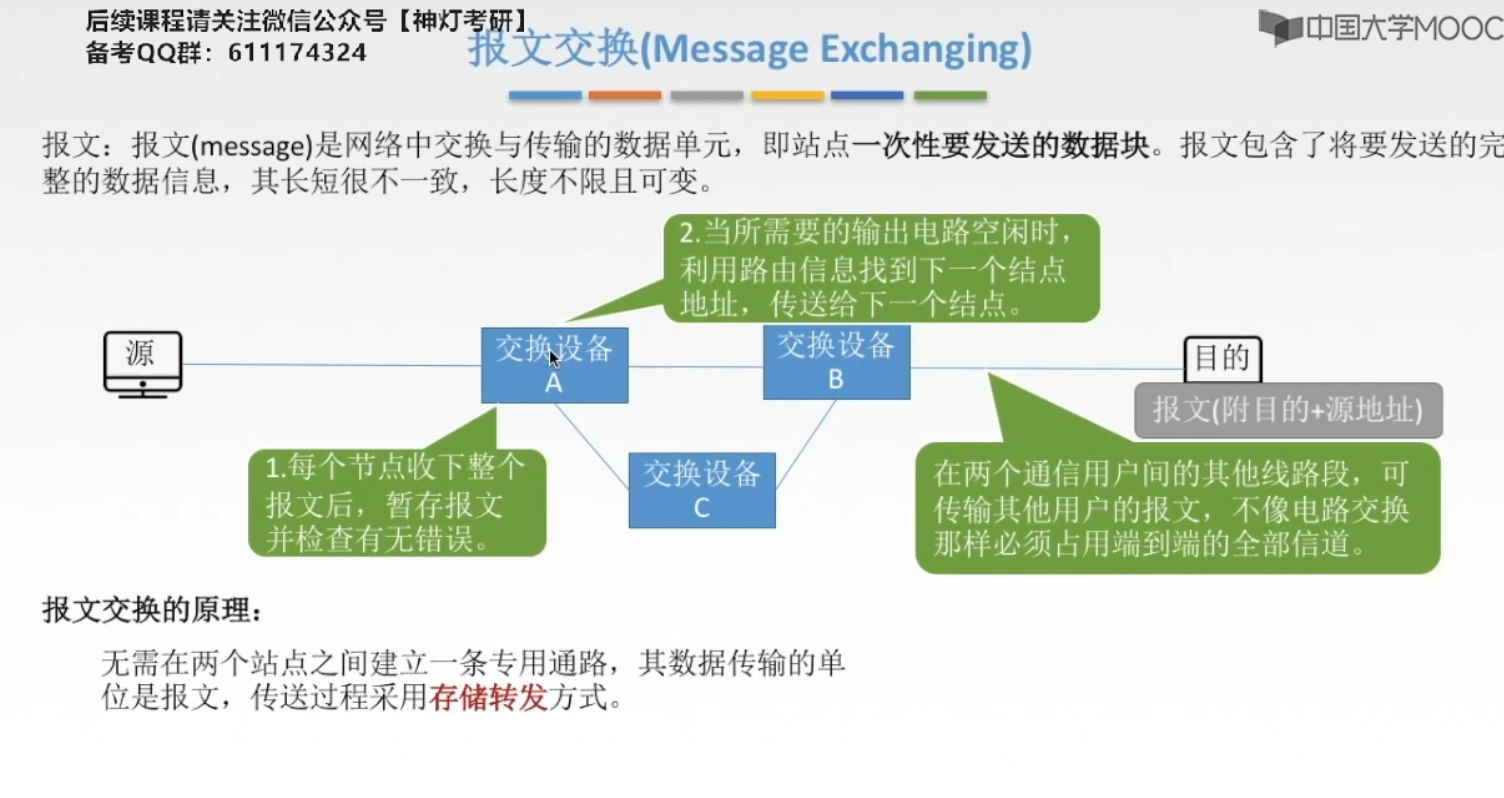 后续课程请关注微信公众号【神灯考研】
备考QQ群：611174324
中国大学MOOC
报文交换(Message Exchanging)
报文：报文(message)是网络中交换与传输的数据单元，即站点一次性要发送的数据块。报文包含了将要发送的完
整的数据信息，其长短很不一致，长度不限且可变。
2.当所需要的输出电路空闲时，
利用路由信息找到下一个结点
地址，传送给下一个结点。
源
交换设备
A
交换设备
B
目的
报文(附目的+源地址)
1.每个节点收下整个
报文后，暂存报文
并检查有无错误。
交换设备
C
在两个通信用户间的其他线路段，可
传输其他用户的报文，不像电路交换
那样必须占用端到端的全部信道。
报文交换的原理：
无需在两个站点之间建立一条专用通路，其数据传输的单
位是报文，传送过程采用存储转发方式。